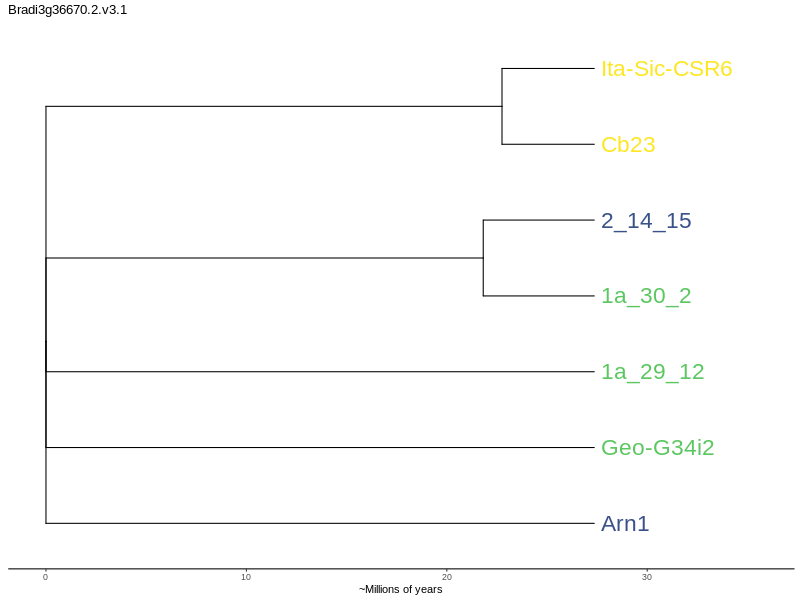 Bradi3g36670.2.v3.1
Ita-Sic-CSR6
Cb23
2_14_15
1a_30_2
1a_29_12
Geo-G34i2
Arn1
0 10 20 30
~Millions of years